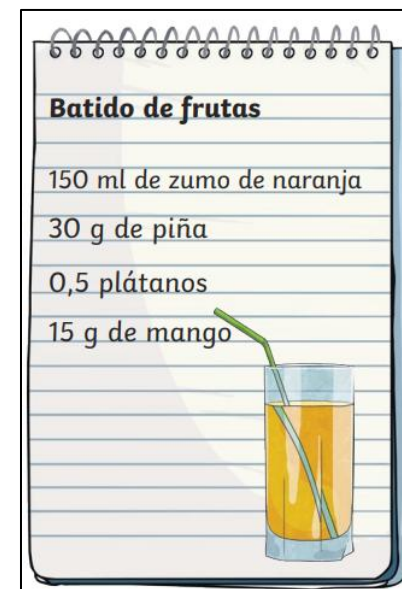 Batido de frutas
150 ml de zumo de naranja
30 g de piña
0,5 plátanos
15 g de mango